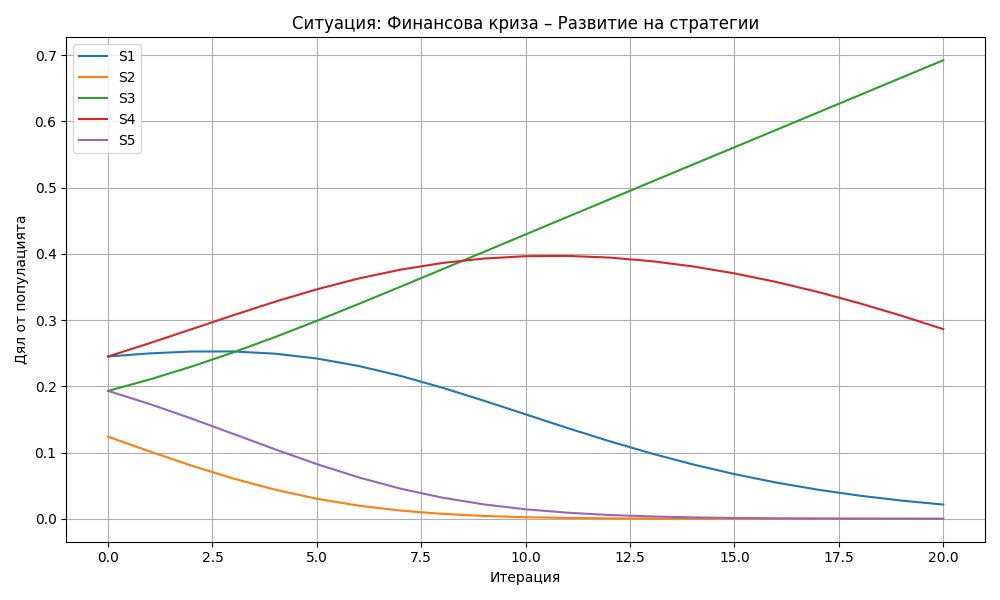 Ситуация: Финансова криза – Развитие на стратегии
S1
S2
S3
S4
S5
Дял от популацията
0.7
0.6
0.5
0.4
0.3
0.2
0.1
0.0
0.0 2.5 5.0 7.5 10.0 12.5 15.0 17.5 20.0
Итерация